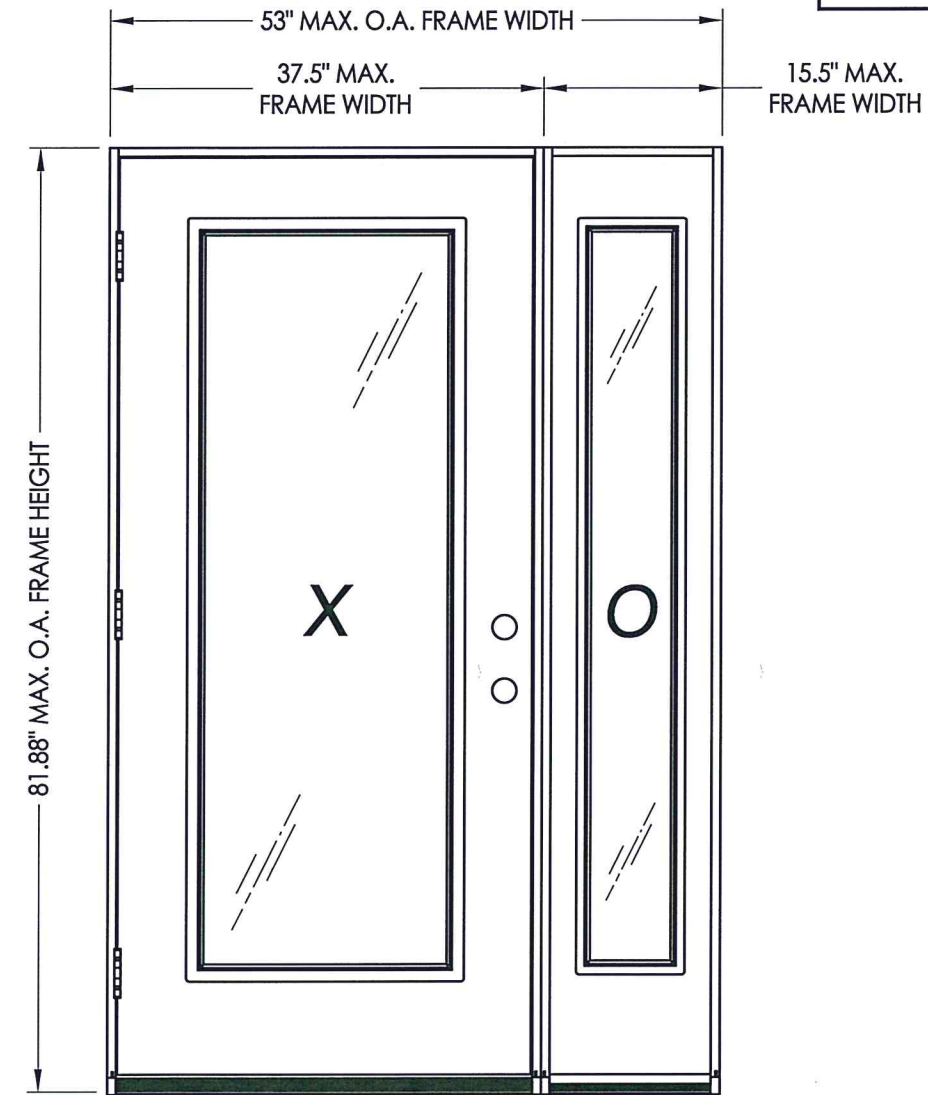 53" MAX. O.A. FRAME WIDTH
37.5" MAX.
FRAME WIDTH
15.5" MAX.
FRAME WIDTH
81.88" MAX. O.A. FRAME HEIGHT
X
O